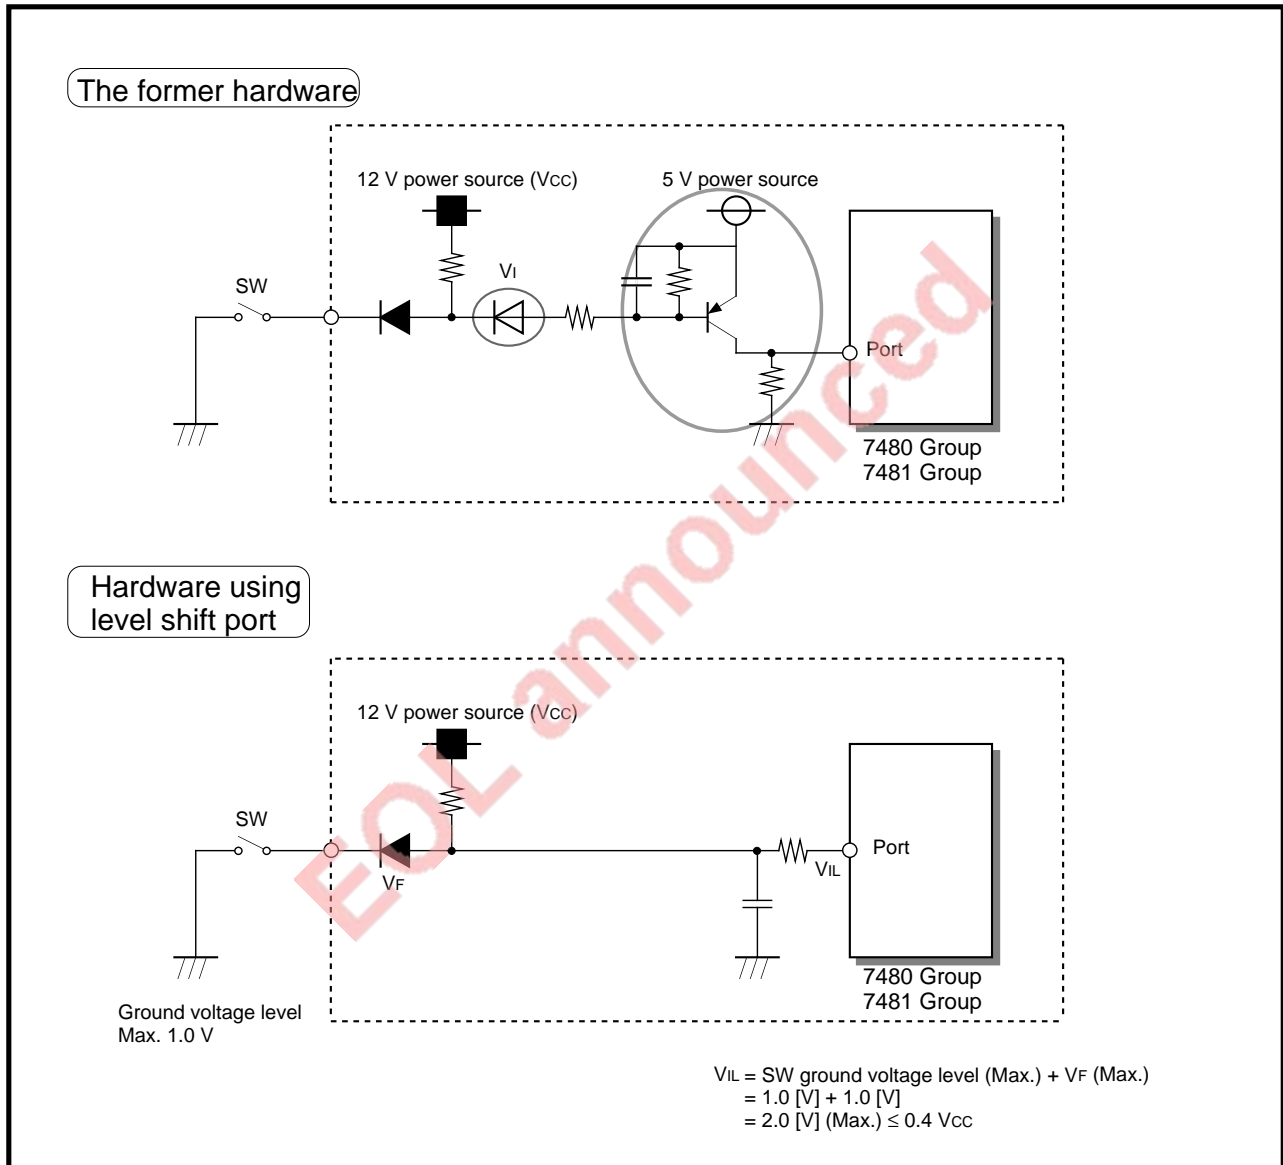 The former hardware
12 V power source (VCC)
5 V power source
VI
SW
Port
7480 Group
7481 Group
Hardware using
level shift port
12 V power source (VCC)
SW
VF
VIL
Port
7480 Group
7481 Group
Ground voltage level
Max. 1.0 V
VIL = SW ground voltage level (Max.) + VF (Max.)
= 1.0 [V] + 1.0 [V]
= 2.0 [V] (Max.) ≤ 0.4 VCC
EOL announced